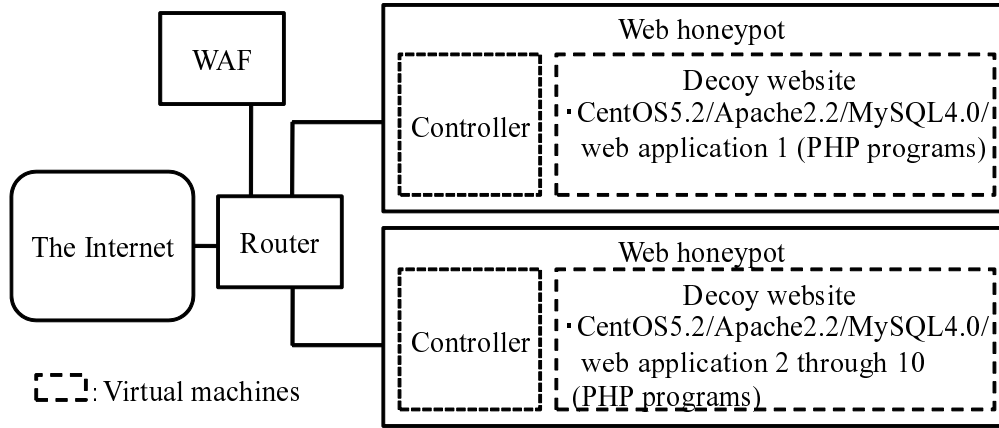 WAF
The Internet
Router
Web honeypot
Controller
Decoy website
・CentOS5.2/Apache2.2/MySQL4.0/
web application 1 (PHP programs)
Web honeypot
Controller
Decoy website
・CentOS5.2/Apache2.2/MySQL4.0/
web application 2 through 10
(PHP programs)
: Virtual machines